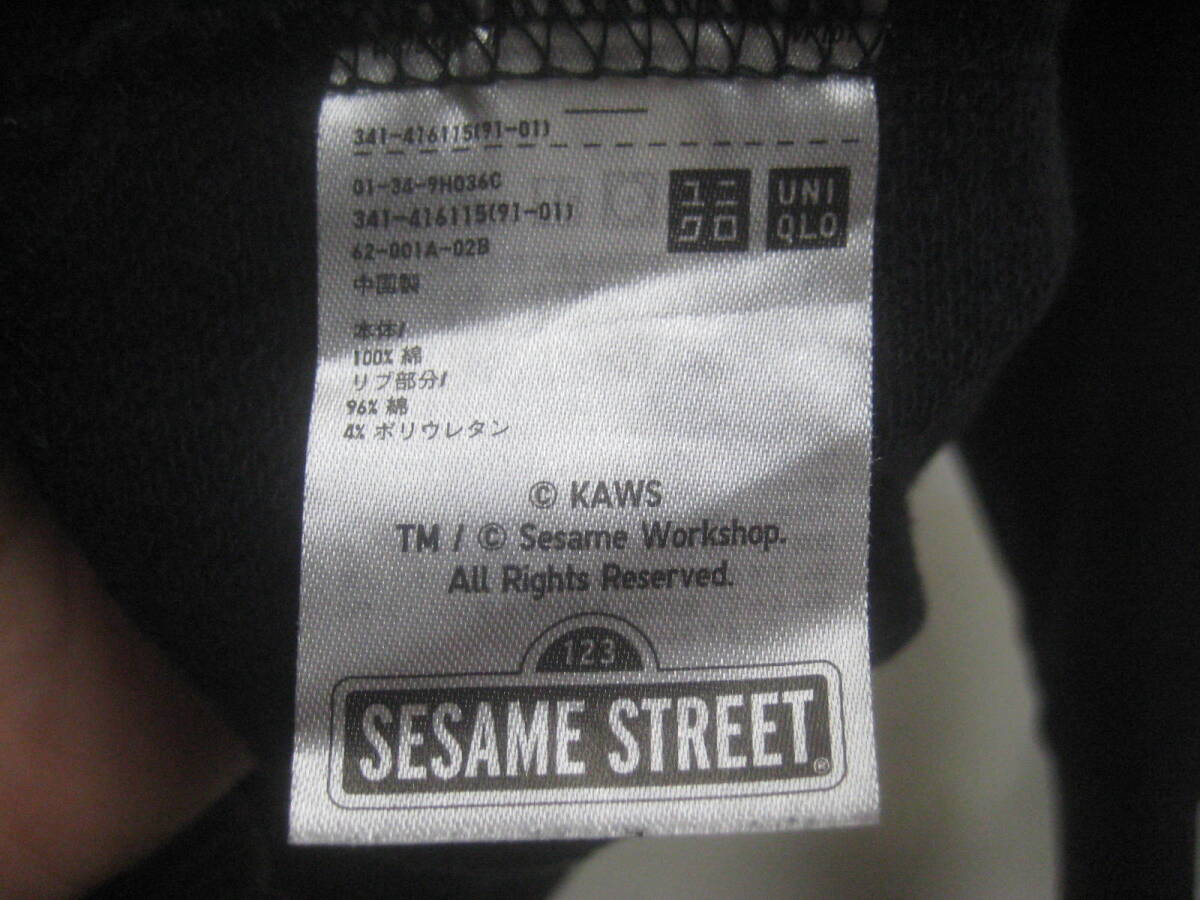 341-416115(91-01)
01-34-9H036C
341-416115(91-01)
62-001A-02B
中国製
ユニ
クロ
UNI
QLO
本体/
100% 綿
リブ部分/
96% 綿
4% ポリウレタン
© KAWS
TM / © Sesame Workshop.
All Rights Reserved.
123
SESAME STREET®